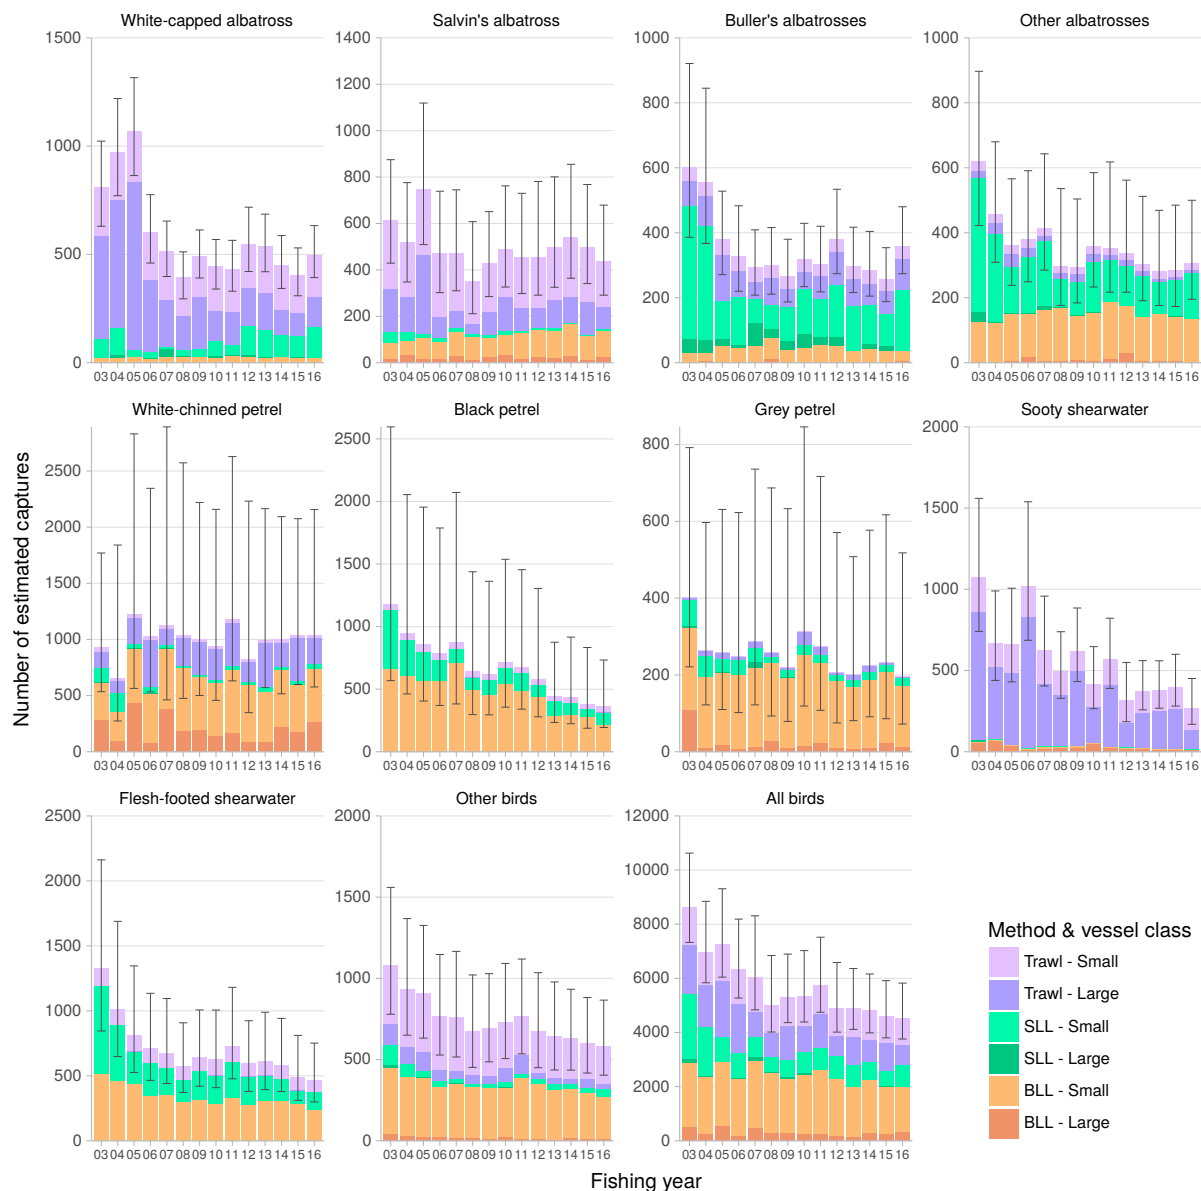 White-capped albatross
Salvin's albatross
Buller's albatrosses
Other albatrosses
1500
1000
500
0
03 04 05 06 07 08 09 10 11 12 13 14 15 16
1400
1200
1000
800
600
400
200
0
03 04 05 06 07 08 09 10 11 12 13 14 15 16
1000
800
600
400
200
0
03 04 05 06 07 08 09 10 11 12 13 14 15 16
1000
800
600
400
200
0
03 04 05 06 07 08 09 10 11 12 13 14 15 16
White-chinned petrel
Black petrel
Grey petrel
Sooty shearwater
Number of estimated captures
2500
2000
1500
1000
500
0
03 04 05 06 07 08 09 10 11 12 13 14 15 16
2500
2000
1500
1000
500
0
03 04 05 06 07 08 09 10 11 12 13 14 15 16
800
600
400
200
0
03 04 05 06 07 08 09 10 11 12 13 14 15 16
2000
1500
1000
500
0
03 04 05 06 07 08 09 10 11 12 13 14 15 16
Flesh-footed shearwater
Other birds
All birds
2500
2000
1500
1000
500
0
03 04 05 06 07 08 09 10 11 12 13 14 15 16
2000
1500
1000
500
0
03 04 05 06 07 08 09 10 11 12 13 14 15 16
12000
10000
8000
6000
4000
2000
0
03 04 05 06 07 08 09 10 11 12 13 14 15 16
Method & vessel class
Trawl - Small
Trawl - Large
SLL - Small
SLL - Large
BLL - Small
BLL - Large
Fishing year